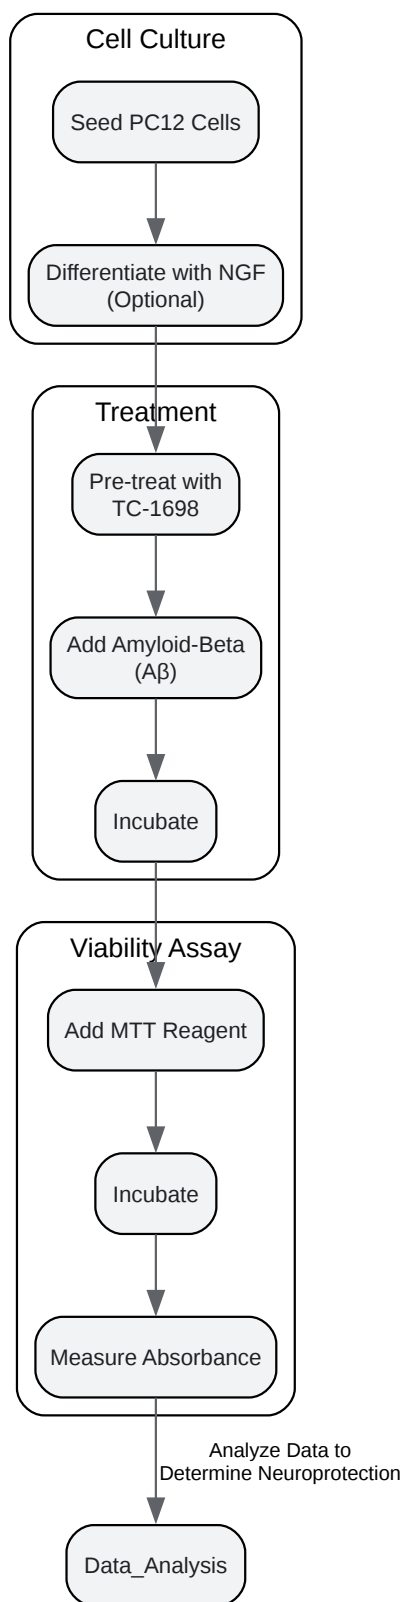 Cell Culture
Seed PC12 Cells
Differentiate with NGF
(Optional)
Treatment
Pre-treat with
TC-1698
Add Amyloid-Beta
(Aβ)
Incubate
Viability Assay
Add MTT Reagent
Incubate
Measure Absorbance
Analyze Data to
Determine Neuroprotection
Data_Analysis